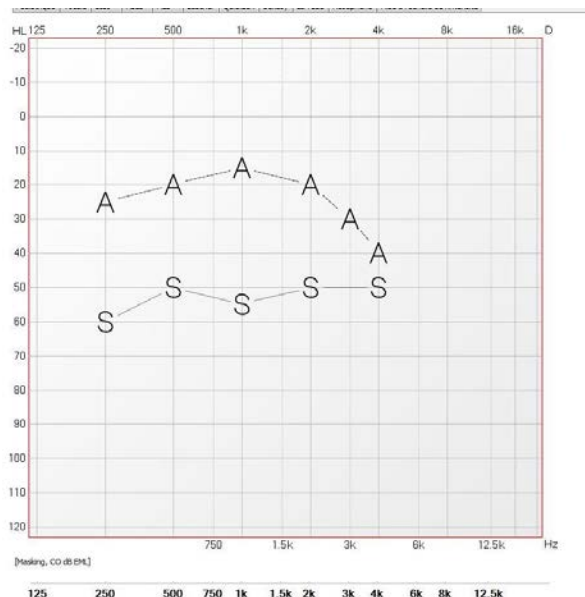 HL 125 250 500 1k 2k 4k 8k 16k D
-20
-10
0
10
A A A A
20
A
30
A
40
S S S S
50
S
60
70
80
90
100
110
120
750 1.5k 3k 6k 12.5k Hz
[Masking, CO dB EML]
125 250 500 750 1k 1.5k 2k 3k 4k 6k 8k 12.5k